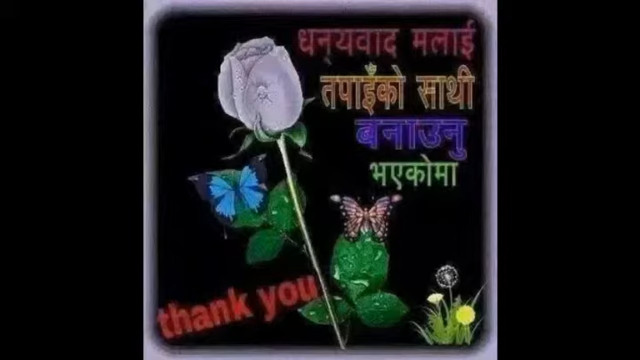 धन्यवाद मलाई
तपाईँको साथी
बनाउनु
भएकोमा
thank you